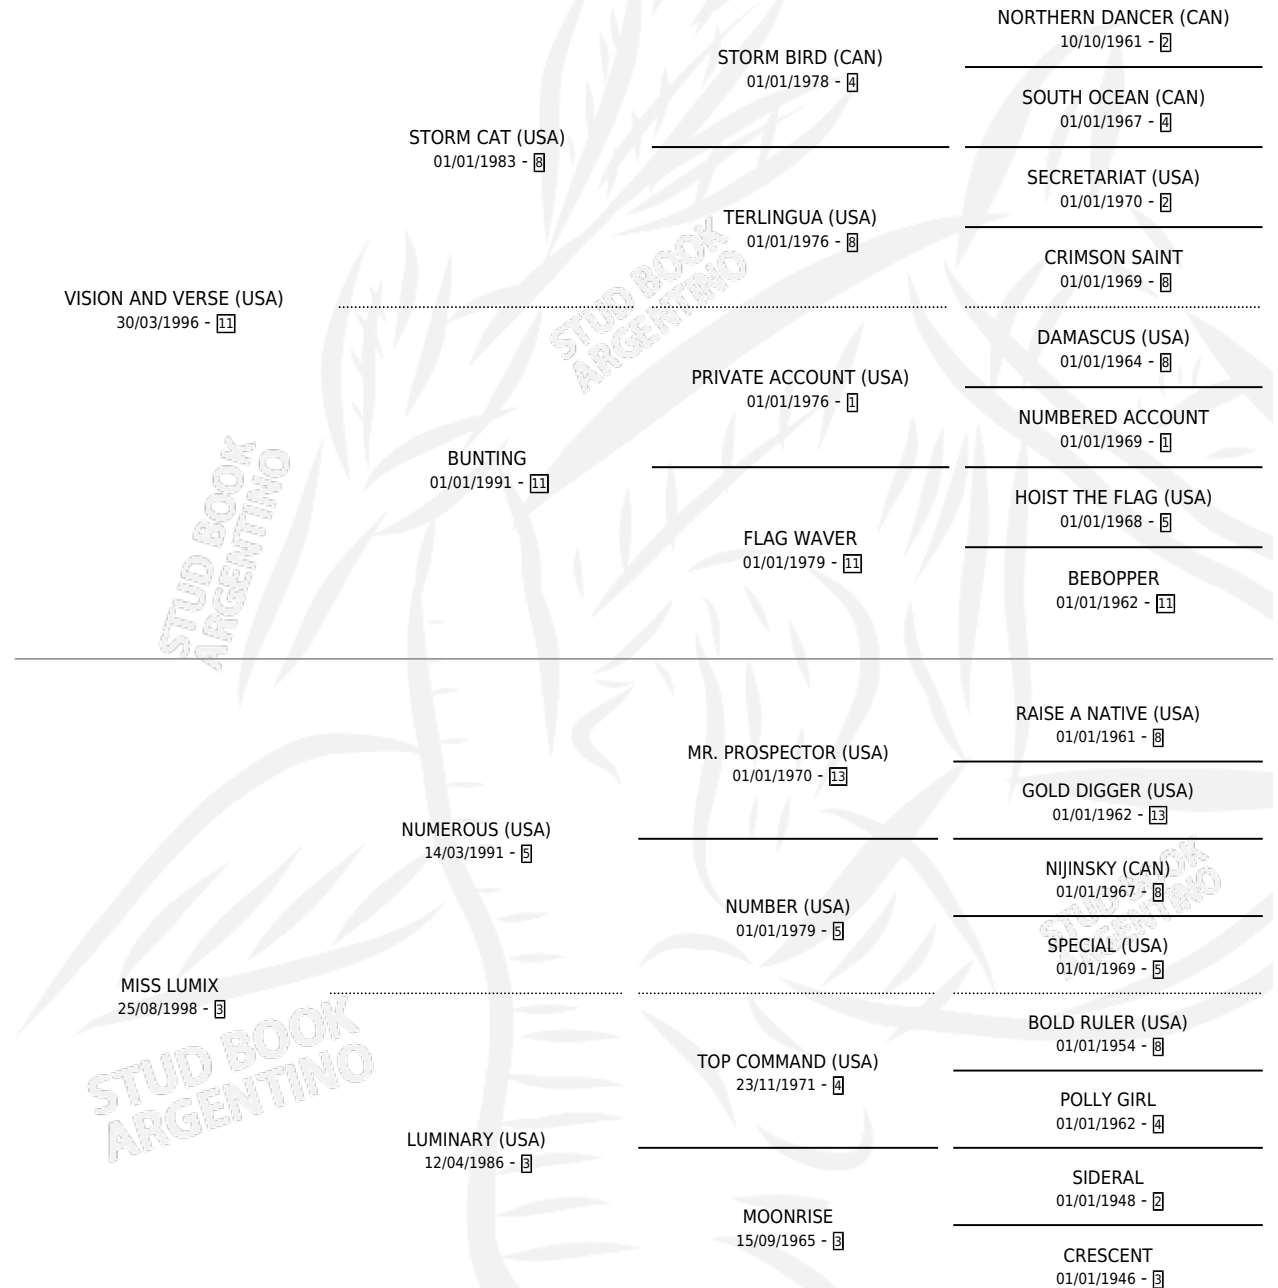 NORTHERN DANCER (CAN)
10/10/1961 - 2
STORM BIRD (CAN)
01/01/1978 - 4
SOUTH OCEAN (CAN)
01/01/1967 - 4
STORM CAT (USA)
01/01/1983 - 8
SECRETARIAT (USA)
01/01/1970 - 2
TERLINGUA (USA)
01/01/1976 - 8
CRIMSON SAINT
01/01/1969 - 8
VISION AND VERSE (USA)
30/03/1996 - 11
DAMASCUS (USA)
01/01/1964 - 8
PRIVATE ACCOUNT (USA)
01/01/1976 - 1
NUMBERED ACCOUNT
01/01/1969 - 1
BUNTING
01/01/1991 - 11
HOIST THE FLAG (USA)
01/01/1968 - 5
FLAG WAVER
01/01/1979 - 11
BEBOPPER
01/01/1962 - 11
RAISE A NATIVE (USA)
01/01/1961 - 8
MR. PROSPECTOR (USA)
01/01/1970 - 13
GOLD DIGGER (USA)
01/01/1962 - 13
NUMEROUS (USA)
14/03/1991 - 5
NIJINSKY (CAN)
01/01/1967 - 8
NUMBER (USA)
01/01/1979 - 5
SPECIAL (USA)
01/01/1969 - 5
MISS LUMIX
25/08/1998 - 3
BOLD RULER (USA)
01/01/1954 - 8
TOP COMMAND (USA)
23/11/1971 - 4
POLLY GIRL
01/01/1962 - 4
LUMINARY (USA)
12/04/1986 - 3
SIDERAL
01/01/1948 - 2
MOONRISE
15/09/1965 - 3
CRESCENT
01/01/1946 - 3
STUD BOOK
ARGENTINO
STUD BOOK
ARGENTINO
STUD BOOK
ARGENTINO
STUD BOOK
ARGENTINO